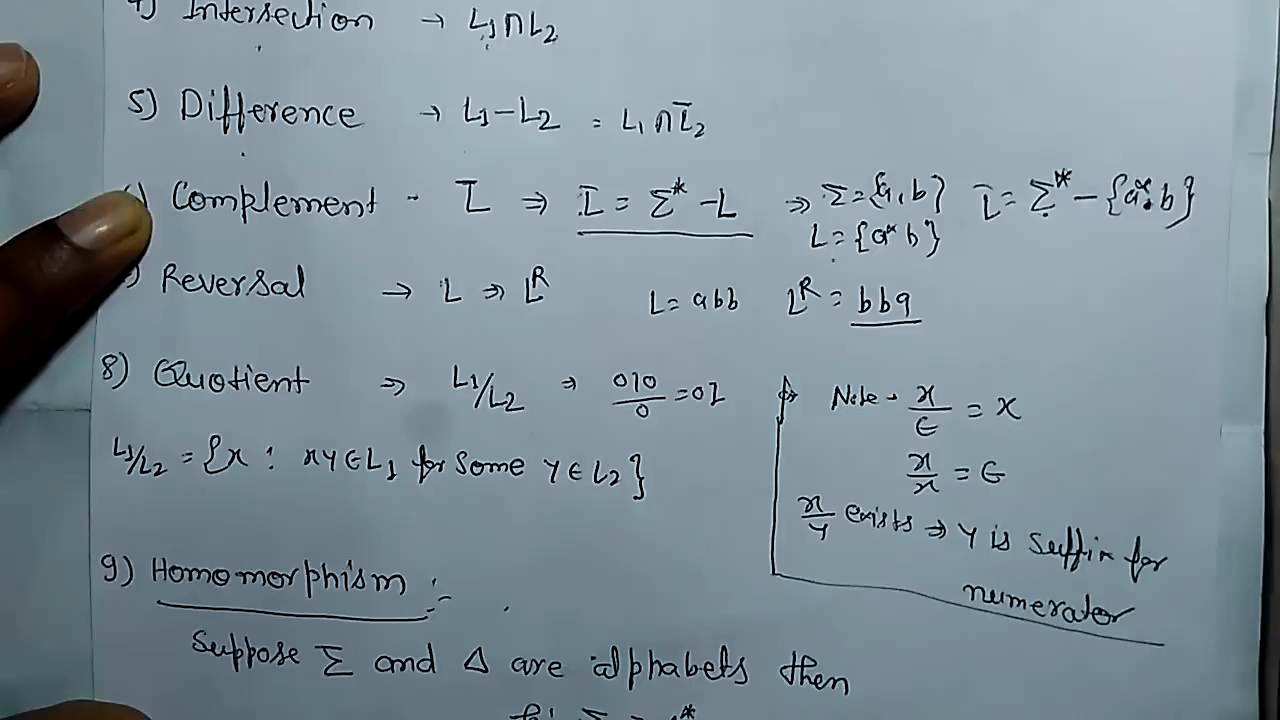 4) Intersection → L1∩L2
5) Difference → L1-L2 = L1∩L̅2
) Complement - L̅ ⇒ L̅ = Σ* -L ⇒ Σ={a,b} L̅=Σ* - {a*b}
L={a*b}
) Reversal → L ⇒ L^R L=abb L^R = bba
8) Quotient ⇒ L1/L2 ⇒ 010/0 = 01
L1/L2 = {x : xy∈L1 for some y∈L2}
⇒ Note → x/ϵ = x
x/x = ϵ
x/y exists ⇒ y is suffix for
numerator
9) Homomorphism :-
Suppose Σ and Δ are alphabets then